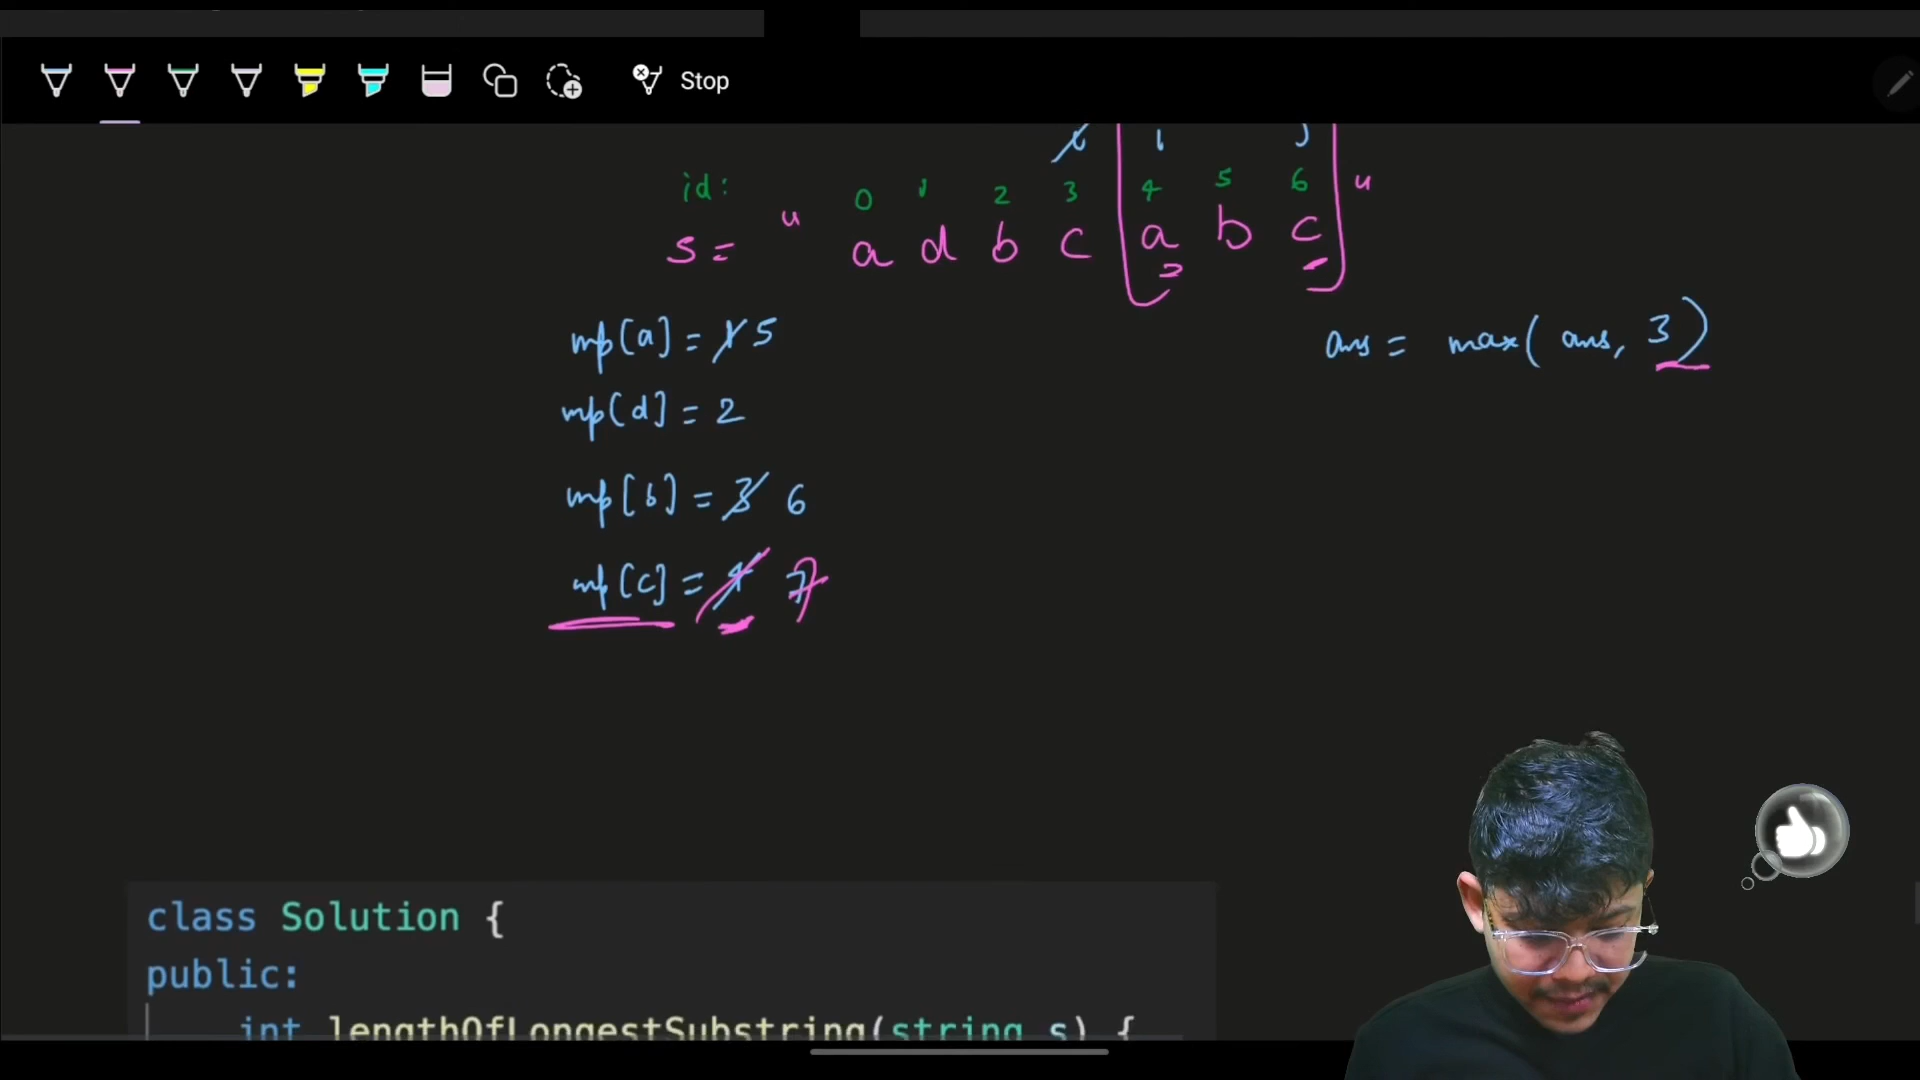 Stop
i j
id: 0 1 2 3 4 5 6
s = " a d b c a b c "
mp[a] = 1 5
ans = max( ans, 3)
mp[d] = 2
mp[b] = 3 6
mp[c] = 4 7
class Solution {
public:
int lengthOfLongestSubstring(string s) {